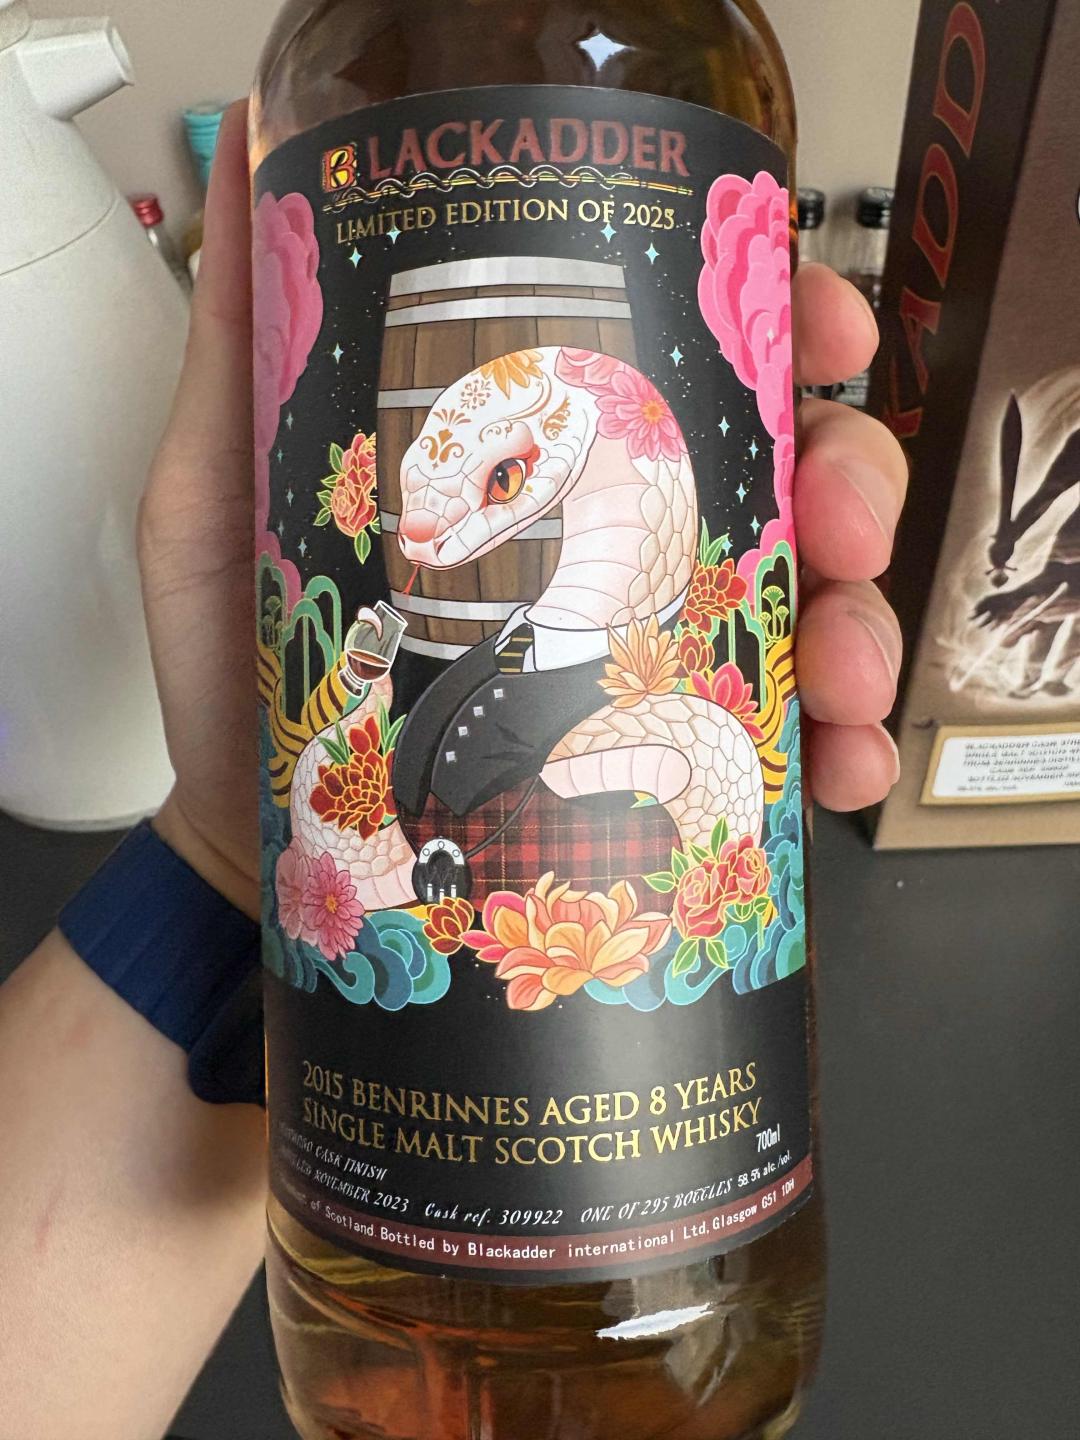 BLACKADDER
LIMITED EDITION OF 2025
2015 BENRINNES AGED 8 YEARS
SINGLE MALT SCOTCH WHISKY
700ml
CASK FINISH
NOVEMBER 2023 Cask ref. 309922 ONE OF 295 BOTTLES 58.5% alc./vol.
of Scotland.Bottled by Blackadder international Ltd,Glasgow G51 1DH
KADD